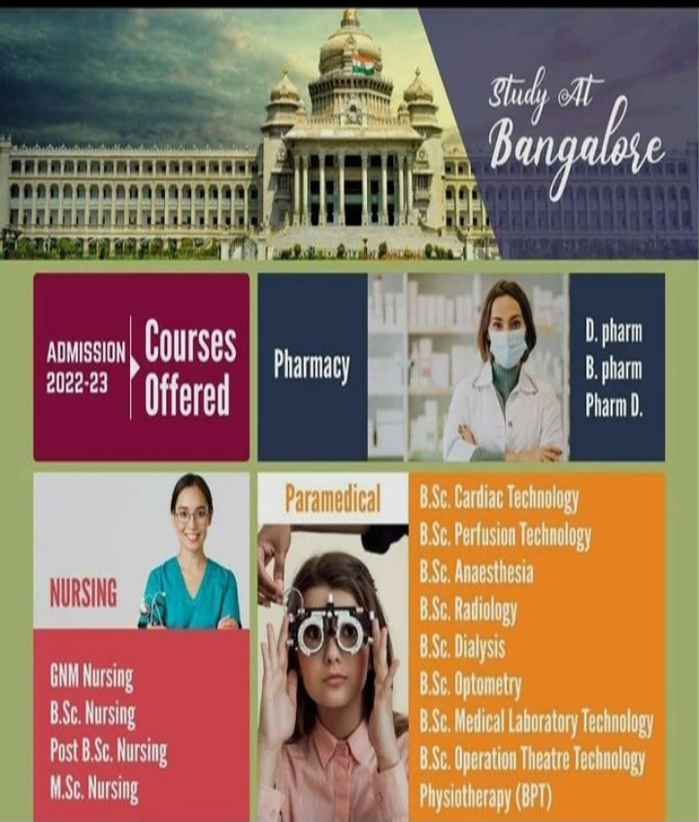 Study At
Bangalore
ADMISSION
2022-23
Courses
Offered
Pharmacy
D. pharm
B. pharm
Pharm D.
NURSING
GNM Nursing
B.Sc. Nursing
Post B.Sc. Nursing
M.Sc. Nursing
Paramedical
B.Sc. Cardiac Technology
B.Sc. Perfusion Technology
B.Sc. Anaesthesia
B.Sc. Radiology
B.Sc. Dialysis
B.Sc. Optometry
B.Sc. Medical Laboratory Technology
B.Sc. Operation Theatre Technology
Physiotherapy (BPT)